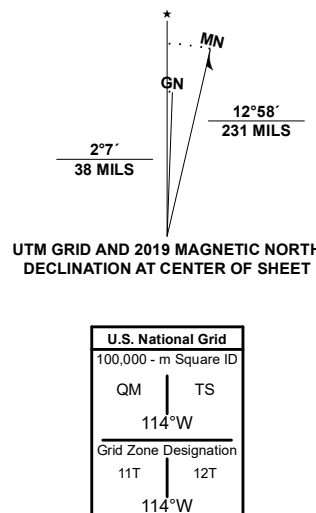 ★
MN
GN
12°58´
231 MILS
2°7´
38 MILS
UTM GRID AND 2019 MAGNETIC NORTH
DECLINATION AT CENTER OF SHEET
U.S. National Grid
100,000 - m Square ID
QM TS
114°W
Grid Zone Designation
11T 12T
114°W